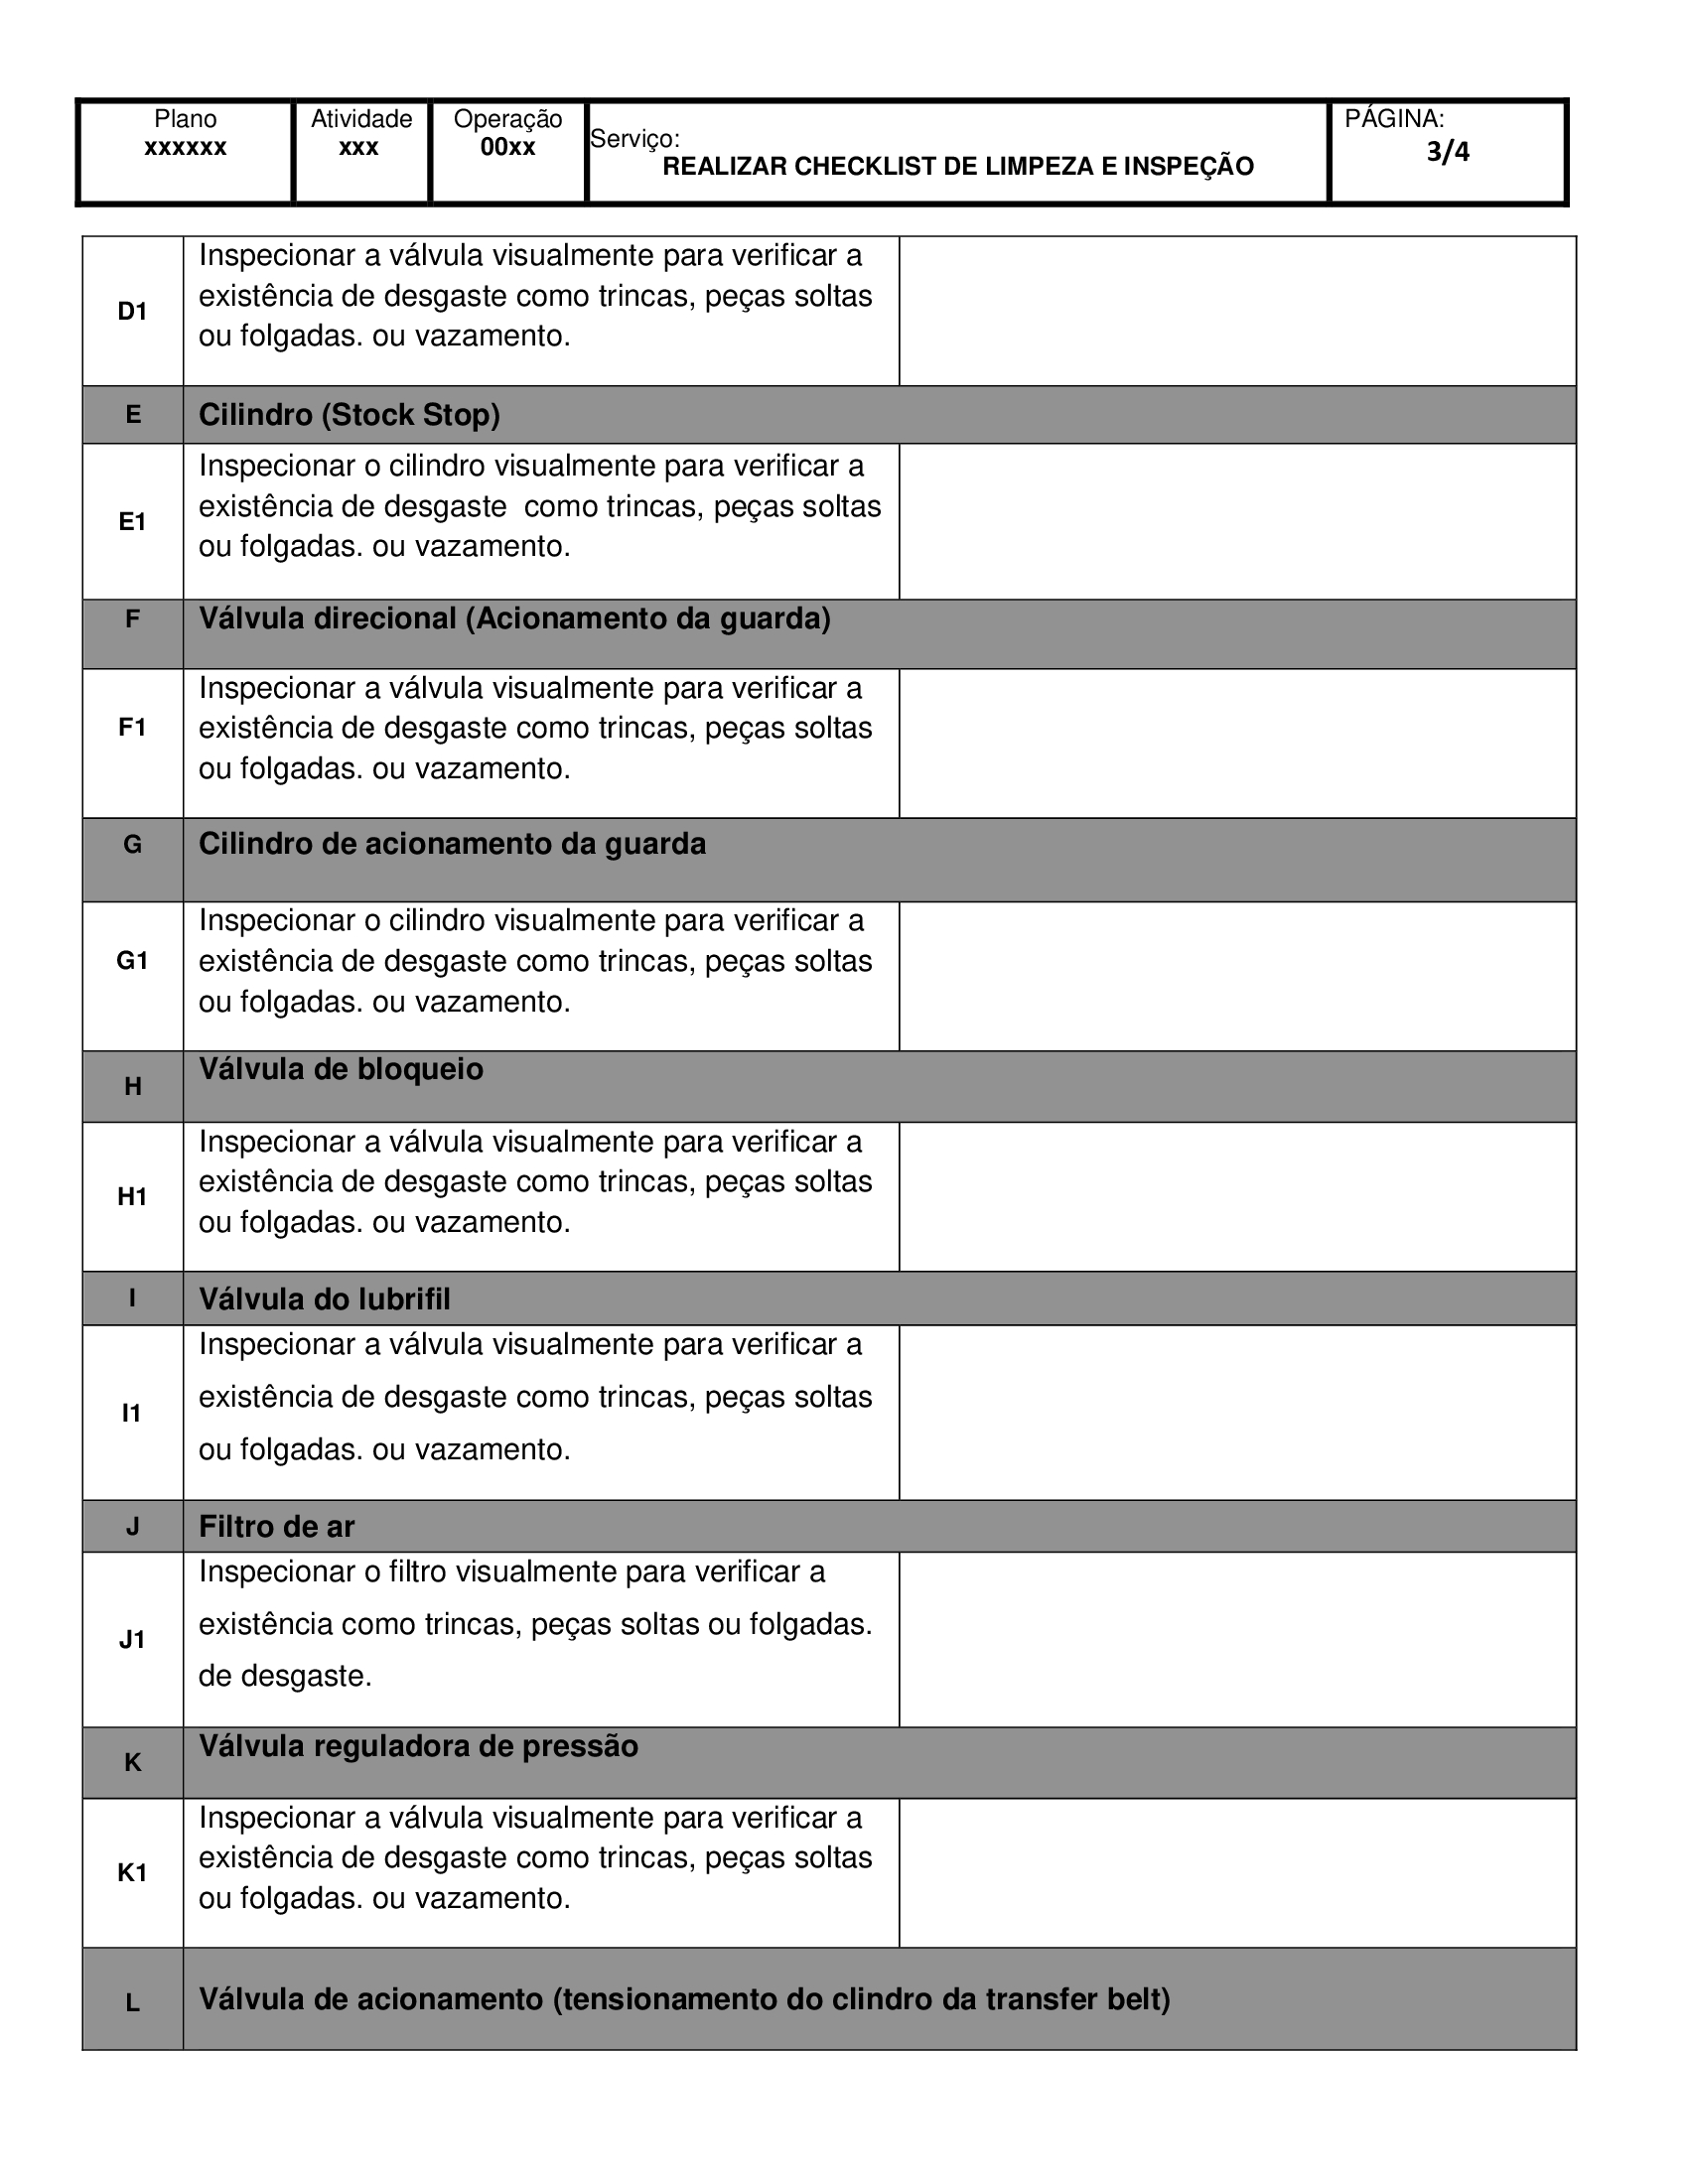 Plano
xxxxxx
Atividade
xxx
Operação
00xx
Serviço:
REALIZAR CHECKLIST DE LIMPEZA E INSPEÇÃO
PÁGINA:
3/4
D1
Inspecionar a válvula visualmente para verificar a
existência de desgaste como trincas, peças soltas
ou folgadas. ou vazamento.
E
Cilindro (Stock Stop)
E1
Inspecionar o cilindro visualmente para verificar a
existência de desgaste  como trincas, peças soltas
ou folgadas. ou vazamento.
F
Válvula direcional (Acionamento da guarda)
F1
Inspecionar a válvula visualmente para verificar a
existência de desgaste como trincas, peças soltas
ou folgadas. ou vazamento.
G
Cilindro de acionamento da guarda
G1
Inspecionar o cilindro visualmente para verificar a
existência de desgaste como trincas, peças soltas
ou folgadas. ou vazamento.
H
Válvula de bloqueio
H1
Inspecionar a válvula visualmente para verificar a
existência de desgaste como trincas, peças soltas
ou folgadas. ou vazamento.
I
Válvula do lubrifil
I1
Inspecionar a válvula visualmente para verificar a
existência de desgaste como trincas, peças soltas
ou folgadas. ou vazamento.
J
Filtro de ar
J1
Inspecionar o filtro visualmente para verificar a
existência como trincas, peças soltas ou folgadas.
de desgaste.
K
Válvula reguladora de pressão
K1
Inspecionar a válvula visualmente para verificar a
existência de desgaste como trincas, peças soltas
ou folgadas. ou vazamento.
L
Válvula de acionamento (tensionamento do clindro da transfer belt)